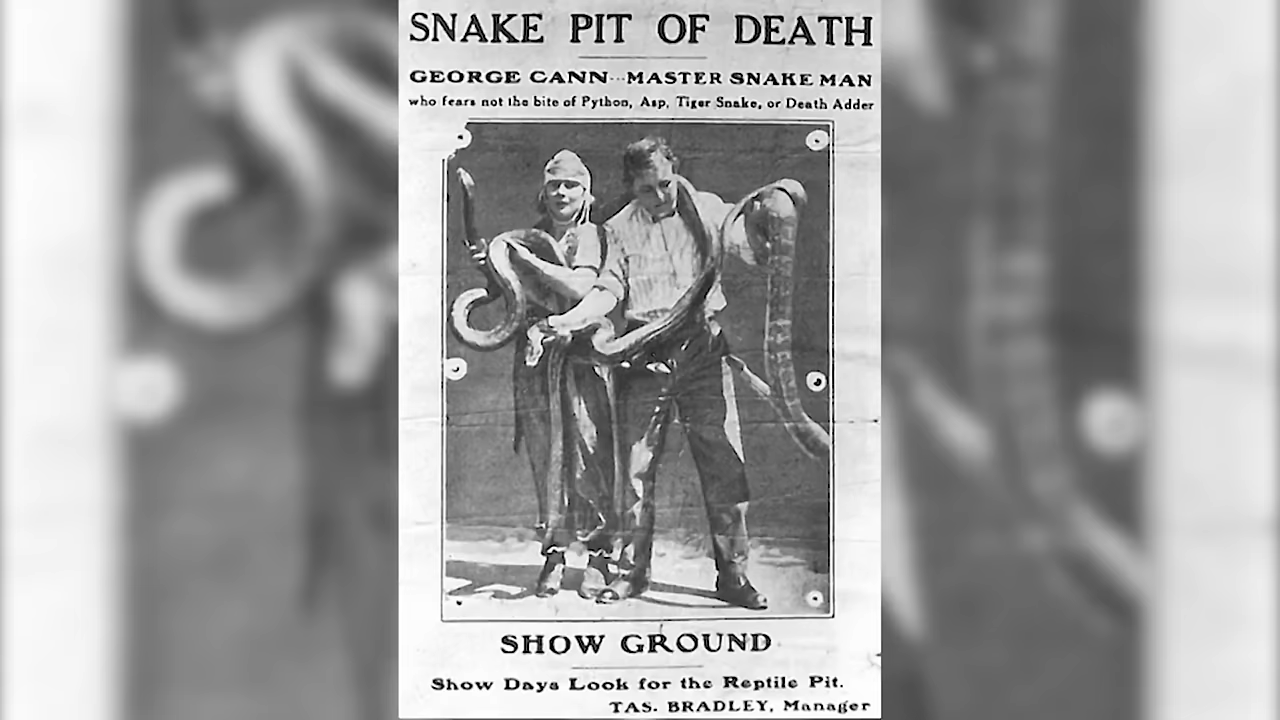 SNAKE PIT OF DEATH
GEORGE CANN---MASTER SNAKE MAN
who fears not the bite of Python, Asp, Tiger Snake, or Death Adder
SHOW GROUND
Show Days Look for the Reptile Pit.
TAS. BRADLEY, Manager